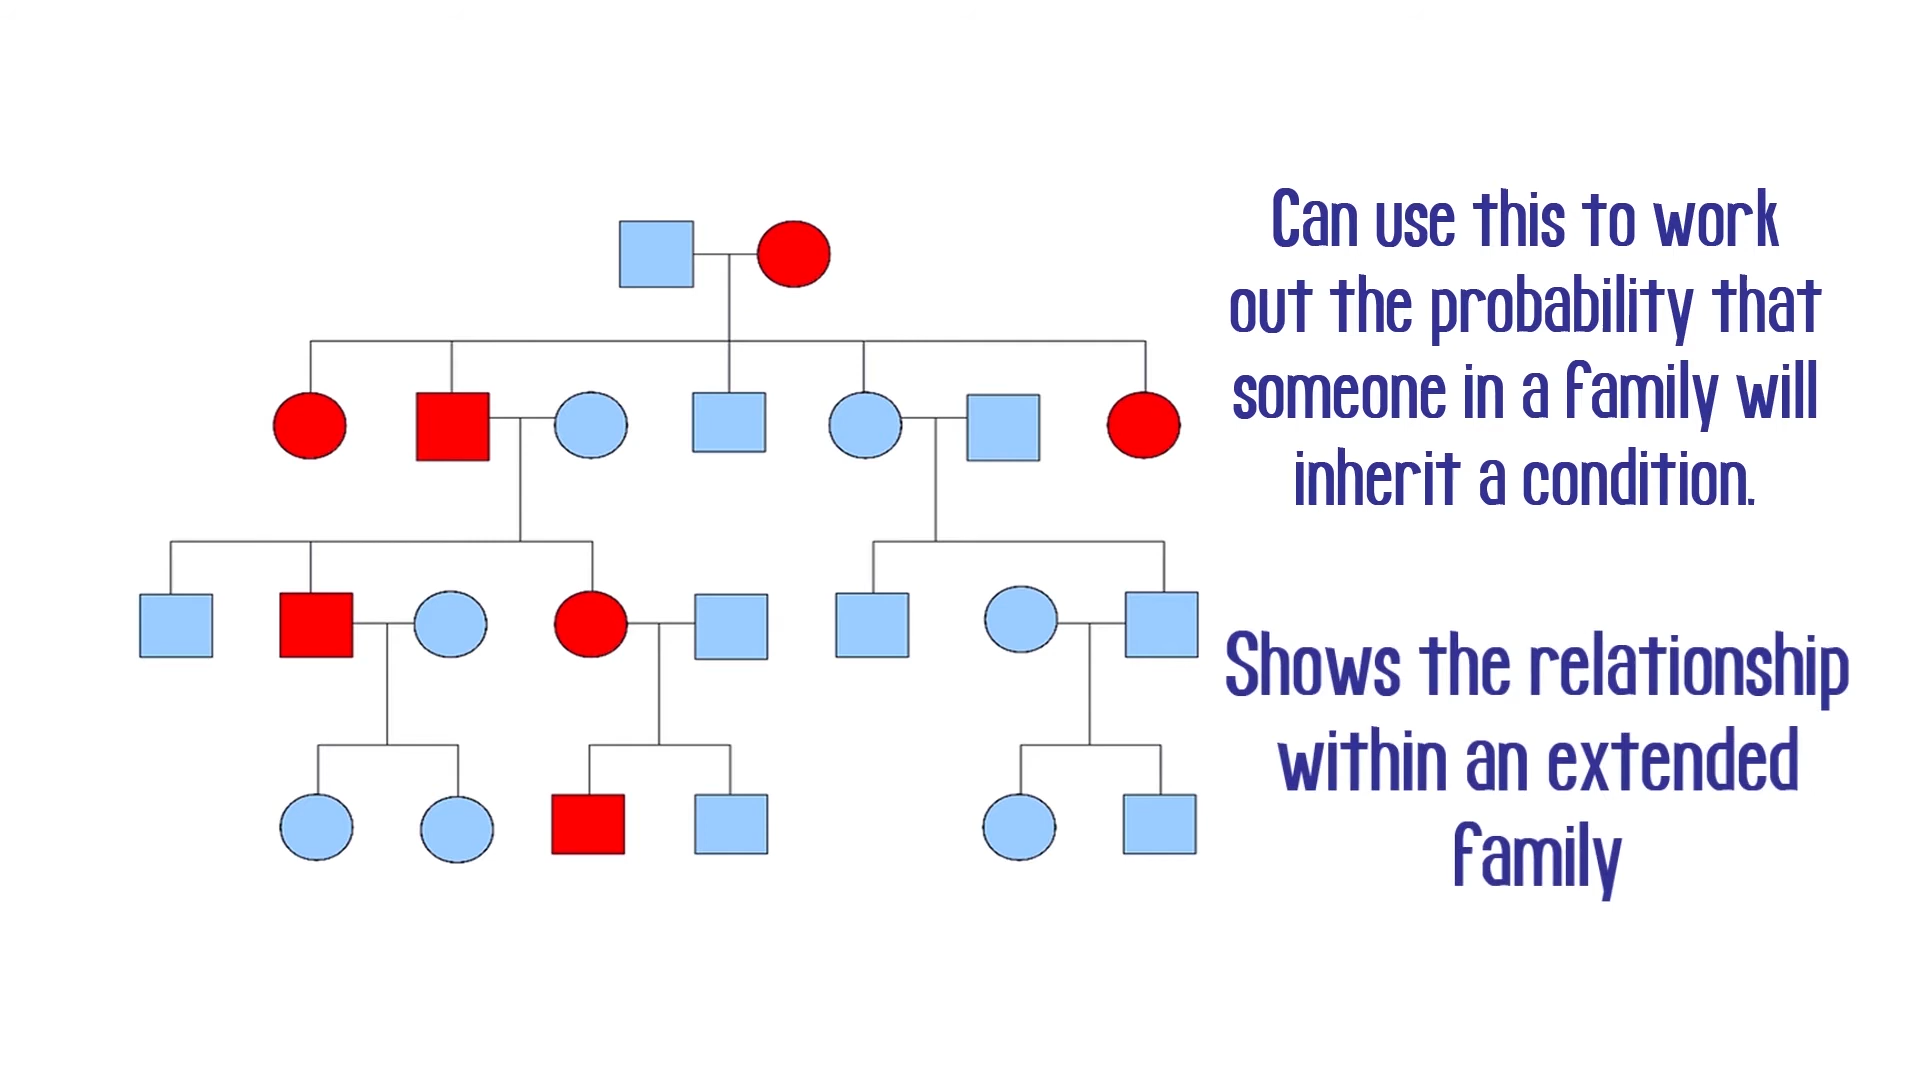 Can use this to work
out the probability that
someone in a family will
inherit a condition.
Shows the relationship
within an extended
family